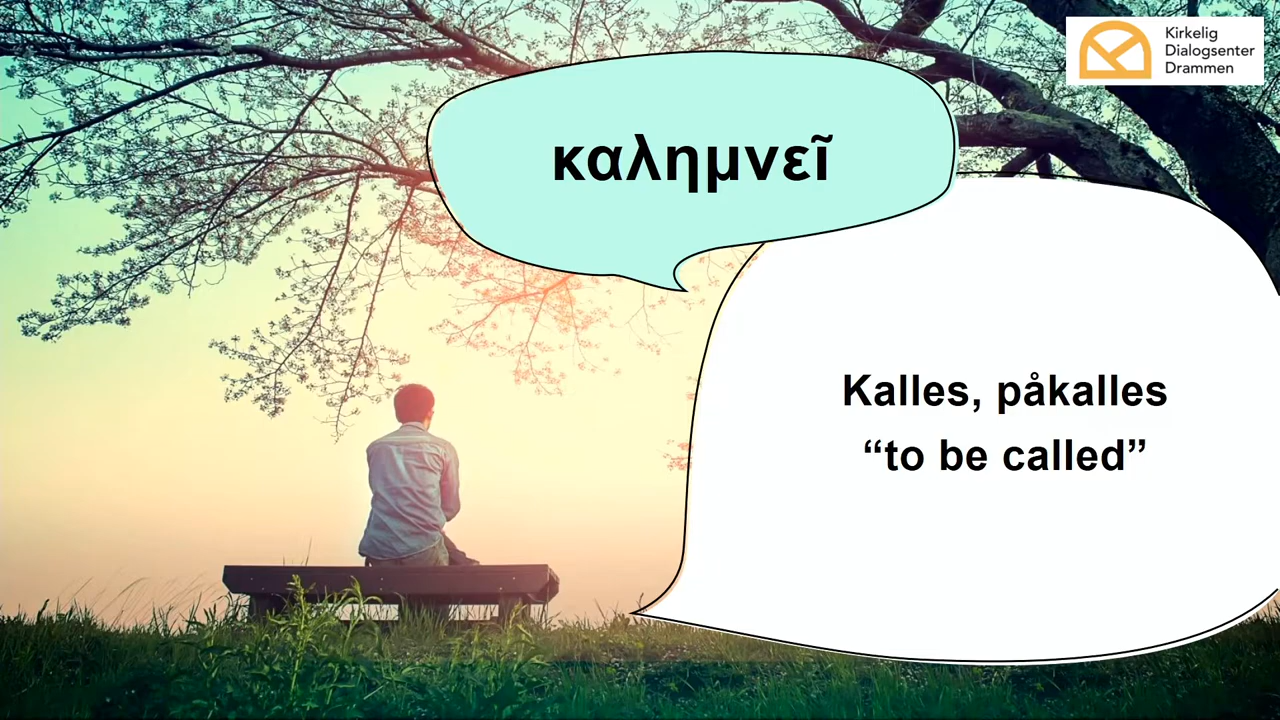 Kirkelig
Dialogsenter
Drammen
καλημνεῖ
Kalles, påkalles
“to be called”